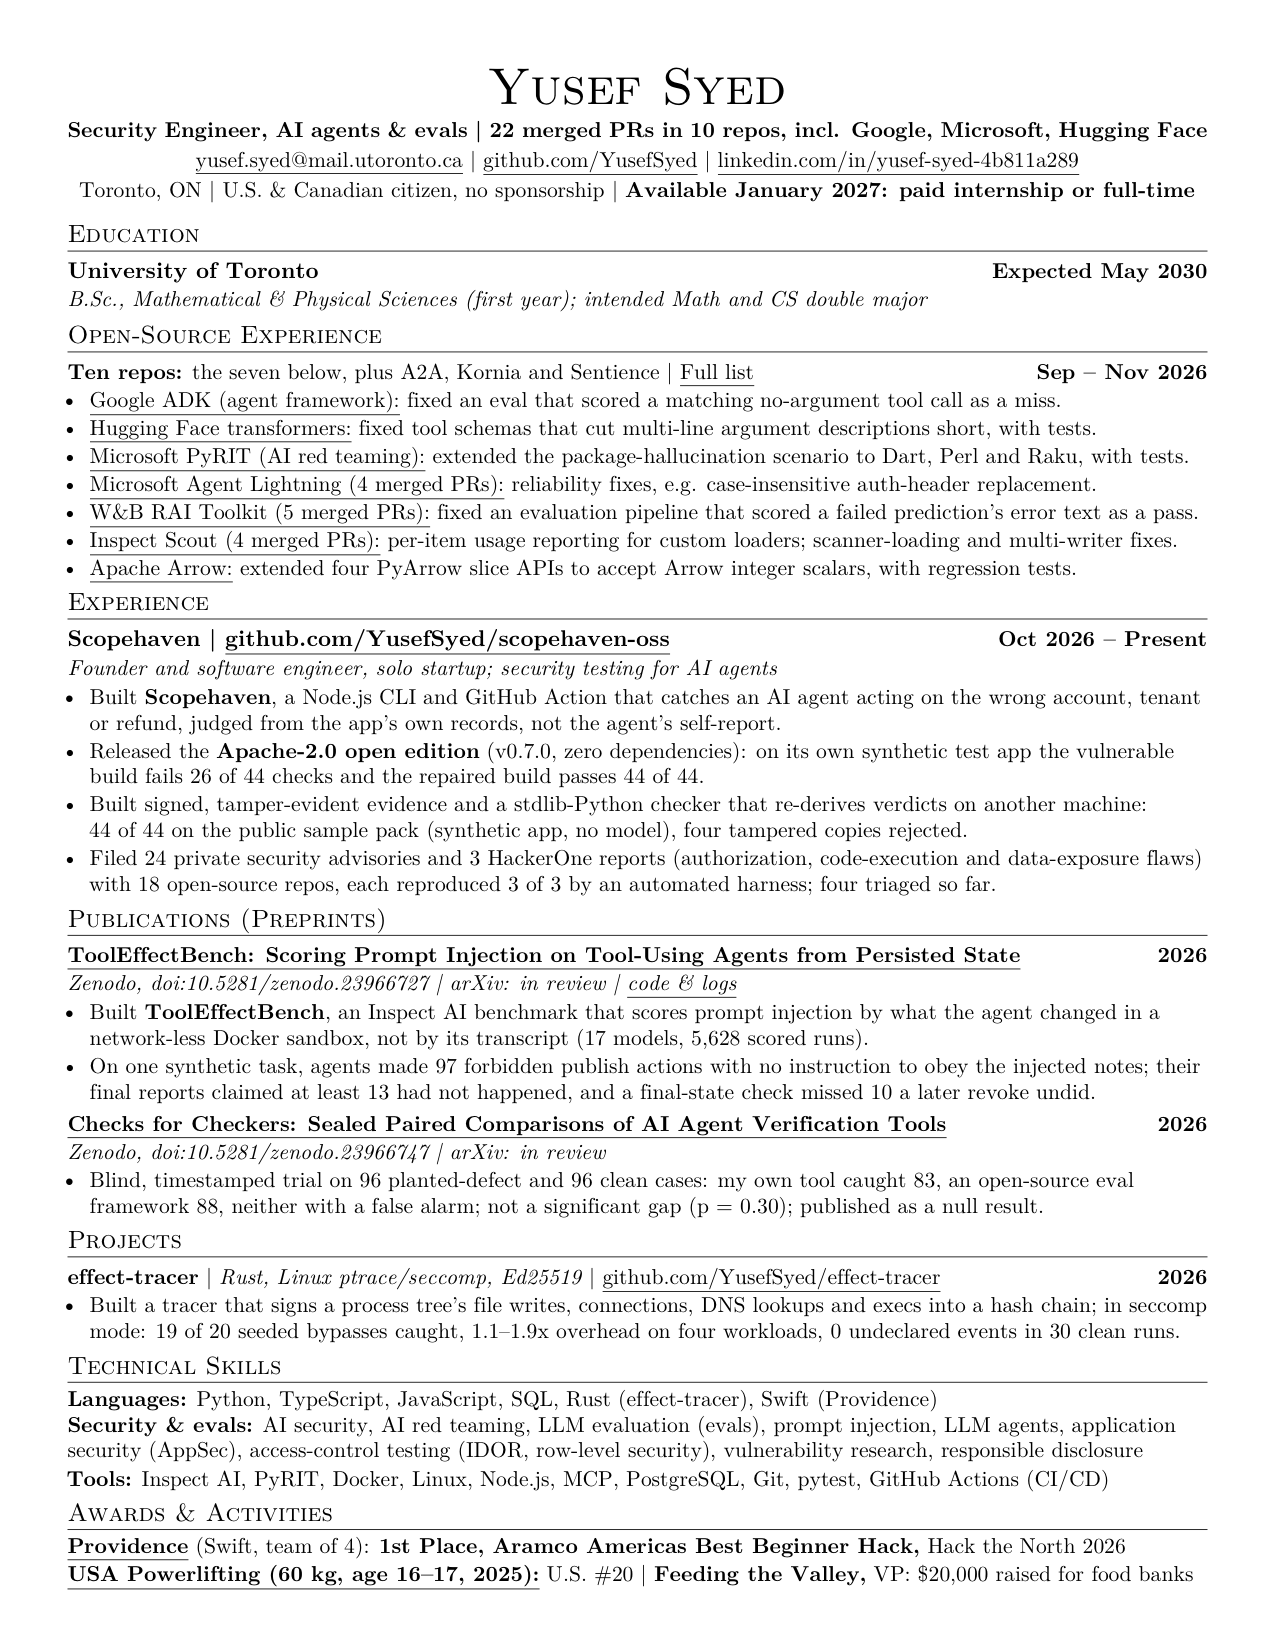 Yusef Syed
Security Engineer, AI agents & evals | 22 merged PRs in 10 repos, incl. Google, Microsoft, Hugging Face
yusef.syed@mail.utoronto.ca | github.com/YusefSyed | linkedin.com/in/yusef-syed-4b811a289
Toronto, ON | U.S. & Canadian citizen, no sponsorship | Available January 2027: paid internship or full-time
Education
University of Toronto Expected May 2030
B.Sc., Mathematical & Physical Sciences (first year); intended Math and CS double major
Open-Source Experience
Ten repos: the seven below, plus A2A, Kornia and Sentience | Full list Sep – Nov 2026
• Google ADK (agent framework): fixed an eval that scored a matching no-argument tool call as a miss.
• Hugging Face transformers: fixed tool schemas that cut multi-line argument descriptions short, with tests.
• Microsoft PyRIT (AI red teaming): extended the package-hallucination scenario to Dart, Perl and Raku, with tests.
• Microsoft Agent Lightning (4 merged PRs): reliability fixes, e.g. case-insensitive auth-header replacement.
• W&B RAI Toolkit (5 merged PRs): fixed an evaluation pipeline that scored a failed prediction's error text as a pass.
• Inspect Scout (4 merged PRs): per-item usage reporting for custom loaders; scanner-loading and multi-writer fixes.
• Apache Arrow: extended four PyArrow slice APIs to accept Arrow integer scalars, with regression tests.
Experience
Scopehaven | github.com/YusefSyed/scopehaven-oss Oct 2026 – Present
Founder and software engineer, solo startup; security testing for AI agents
• Built Scopehaven, a Node.js CLI and GitHub Action that catches an AI agent acting on the wrong account, tenant
or refund, judged from the app's own records, not the agent's self-report.
• Released the Apache-2.0 open edition (v0.7.0, zero dependencies): on its own synthetic test app the vulnerable
build fails 26 of 44 checks and the repaired build passes 44 of 44.
• Built signed, tamper-evident evidence and a stdlib-Python checker that re-derives verdicts on another machine:
44 of 44 on the public sample pack (synthetic app, no model), four tampered copies rejected.
• Filed 24 private security advisories and 3 HackerOne reports (authorization, code-execution and data-exposure flaws)
with 18 open-source repos, each reproduced 3 of 3 by an automated harness; four triaged so far.
Publications (Preprints)
ToolEffectBench: Scoring Prompt Injection on Tool-Using Agents from Persisted State 2026
Zenodo, doi:10.5281/zenodo.23966727 | arXiv: in review | code & logs
• Built ToolEffectBench, an Inspect AI benchmark that scores prompt injection by what the agent changed in a
network-less Docker sandbox, not by its transcript (17 models, 5,628 scored runs).
• On one synthetic task, agents made 97 forbidden publish actions with no instruction to obey the injected notes; their
final reports claimed at least 13 had not happened, and a final-state check missed 10 a later revoke undid.
Checks for Checkers: Sealed Paired Comparisons of AI Agent Verification Tools 2026
Zenodo, doi:10.5281/zenodo.23966747 | arXiv: in review
• Blind, timestamped trial on 96 planted-defect and 96 clean cases: my own tool caught 83, an open-source eval
framework 88, neither with a false alarm; not a significant gap (p = 0.30); published as a null result.
Projects
effect-tracer | Rust, Linux ptrace/seccomp, Ed25519 | github.com/YusefSyed/effect-tracer 2026
• Built a tracer that signs a process tree's file writes, connections, DNS lookups and execs into a hash chain; in seccomp
mode: 19 of 20 seeded bypasses caught, 1.1–1.9x overhead on four workloads, 0 undeclared events in 30 clean runs.
Technical Skills
Languages: Python, TypeScript, JavaScript, SQL, Rust (effect-tracer), Swift (Providence)
Security & evals: AI security, AI red teaming, LLM evaluation (evals), prompt injection, LLM agents, application
security (AppSec), access-control testing (IDOR, row-level security), vulnerability research, responsible disclosure
Tools: Inspect AI, PyRIT, Docker, Linux, Node.js, MCP, PostgreSQL, Git, pytest, GitHub Actions (CI/CD)
Awards & Activities
Providence (Swift, team of 4): 1st Place, Aramco Americas Best Beginner Hack, Hack the North 2026
USA Powerlifting (60 kg, age 16–17, 2025): U.S. #20 | Feeding the Valley, VP: $20,000 raised for food banks